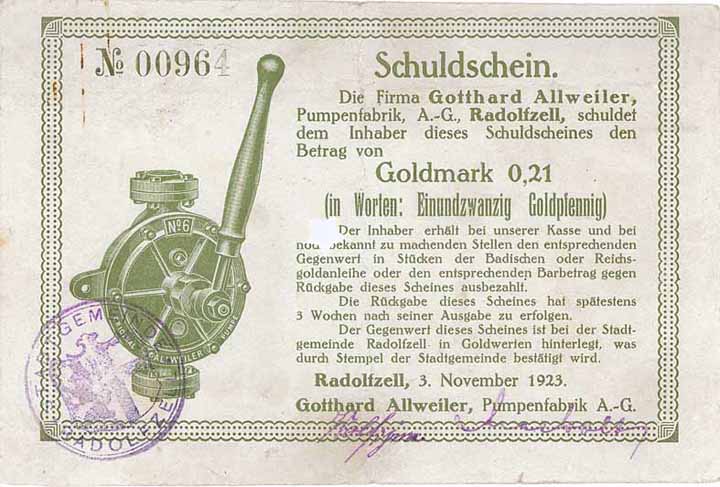 № 00964
Schuldschein.
Die Firma Gotthard Allweiler,
Pumpenfabrik, A.-G., Radolfzell, schuldet
dem Inhaber dieses Schuldscheines den
Betrag von
Goldmark 0,21
(in Worten: Einundzwanzig Goldpfennig)
Der Inhaber erhält bei unserer Kasse und bei
bekannt zu machenden Stellen den entsprechenden
Gegenwert in Stücken der Badischen oder Reichs-
goldanleihe oder den entsprechenden Barbetrag gegen
Rückgabe dieses Scheines ausbezahlt.
Die Rückgabe dieses Scheines hat spätestens
3 Wochen nach seiner Ausgabe zu erfolgen.
Der Gegenwert dieses Scheines ist bei der Stadt-
gemeinde Radolfzell in Goldwerten hinterlegt, was
durch Stempel der Stadtgemeinde bestätigt wird.
Radolfzell, 3. November 1923.
Gotthard Allweiler, Pumpenfabrik A.-G.
№6
ALLWEILER